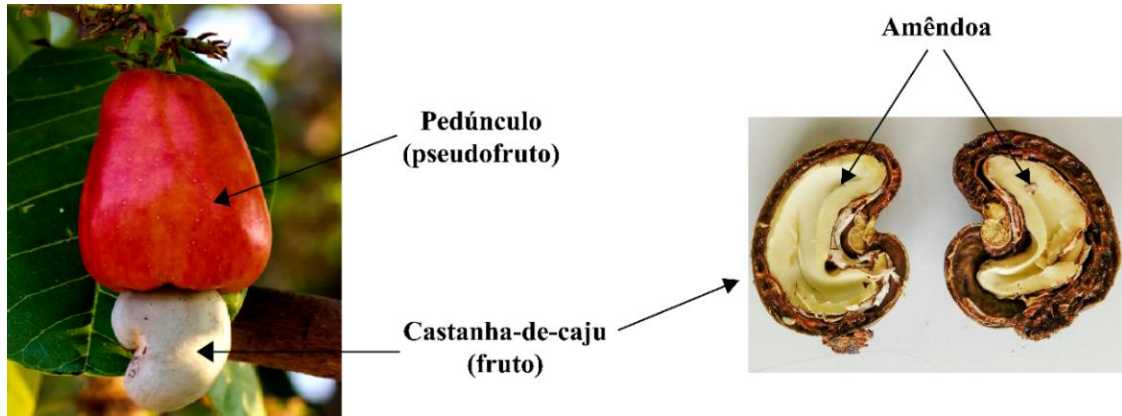 Amêndoa
Pedúnculo
(pseudofruto)
Castanha-de-caju
(fruto)